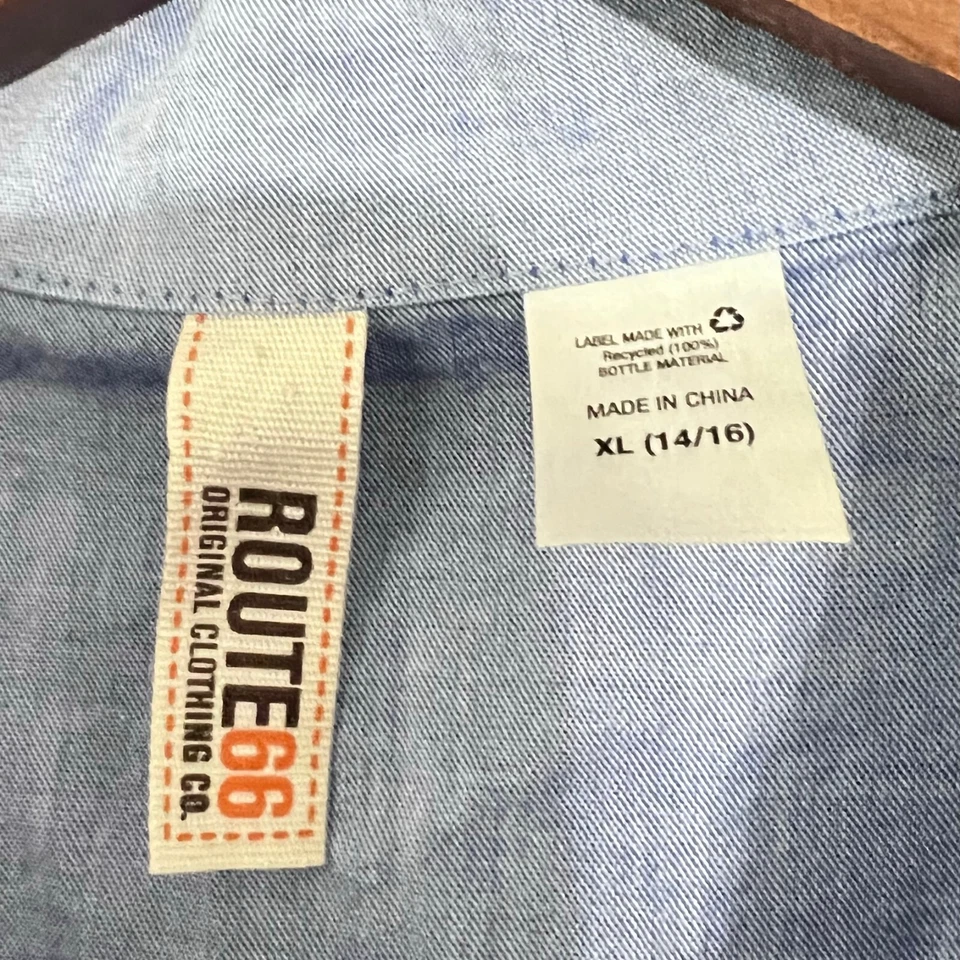 ROUTE66
ORIGINAL CLOTHING CO.
LABEL MADE WITH
Recycled (100%)
BOTTLE MATERIAL
MADE IN CHINA
XL (14/16)